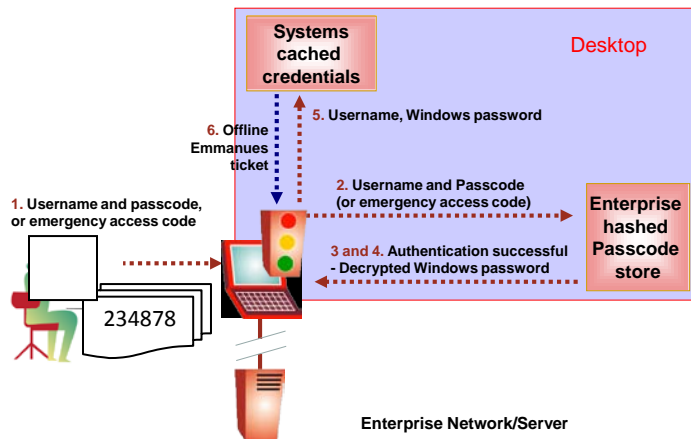 Systems
cached
credentials
Desktop
5. Username, Windows password
6. Offline
Emmanues
ticket
1. Username and passcode,
or emergency access code
2. Username and Passcode
(or emergency access code)
Enterprise
hashed
Passcode
store
3 and 4. Authentication successful
- Decrypted Windows password
234878
Enterprise Network/Server